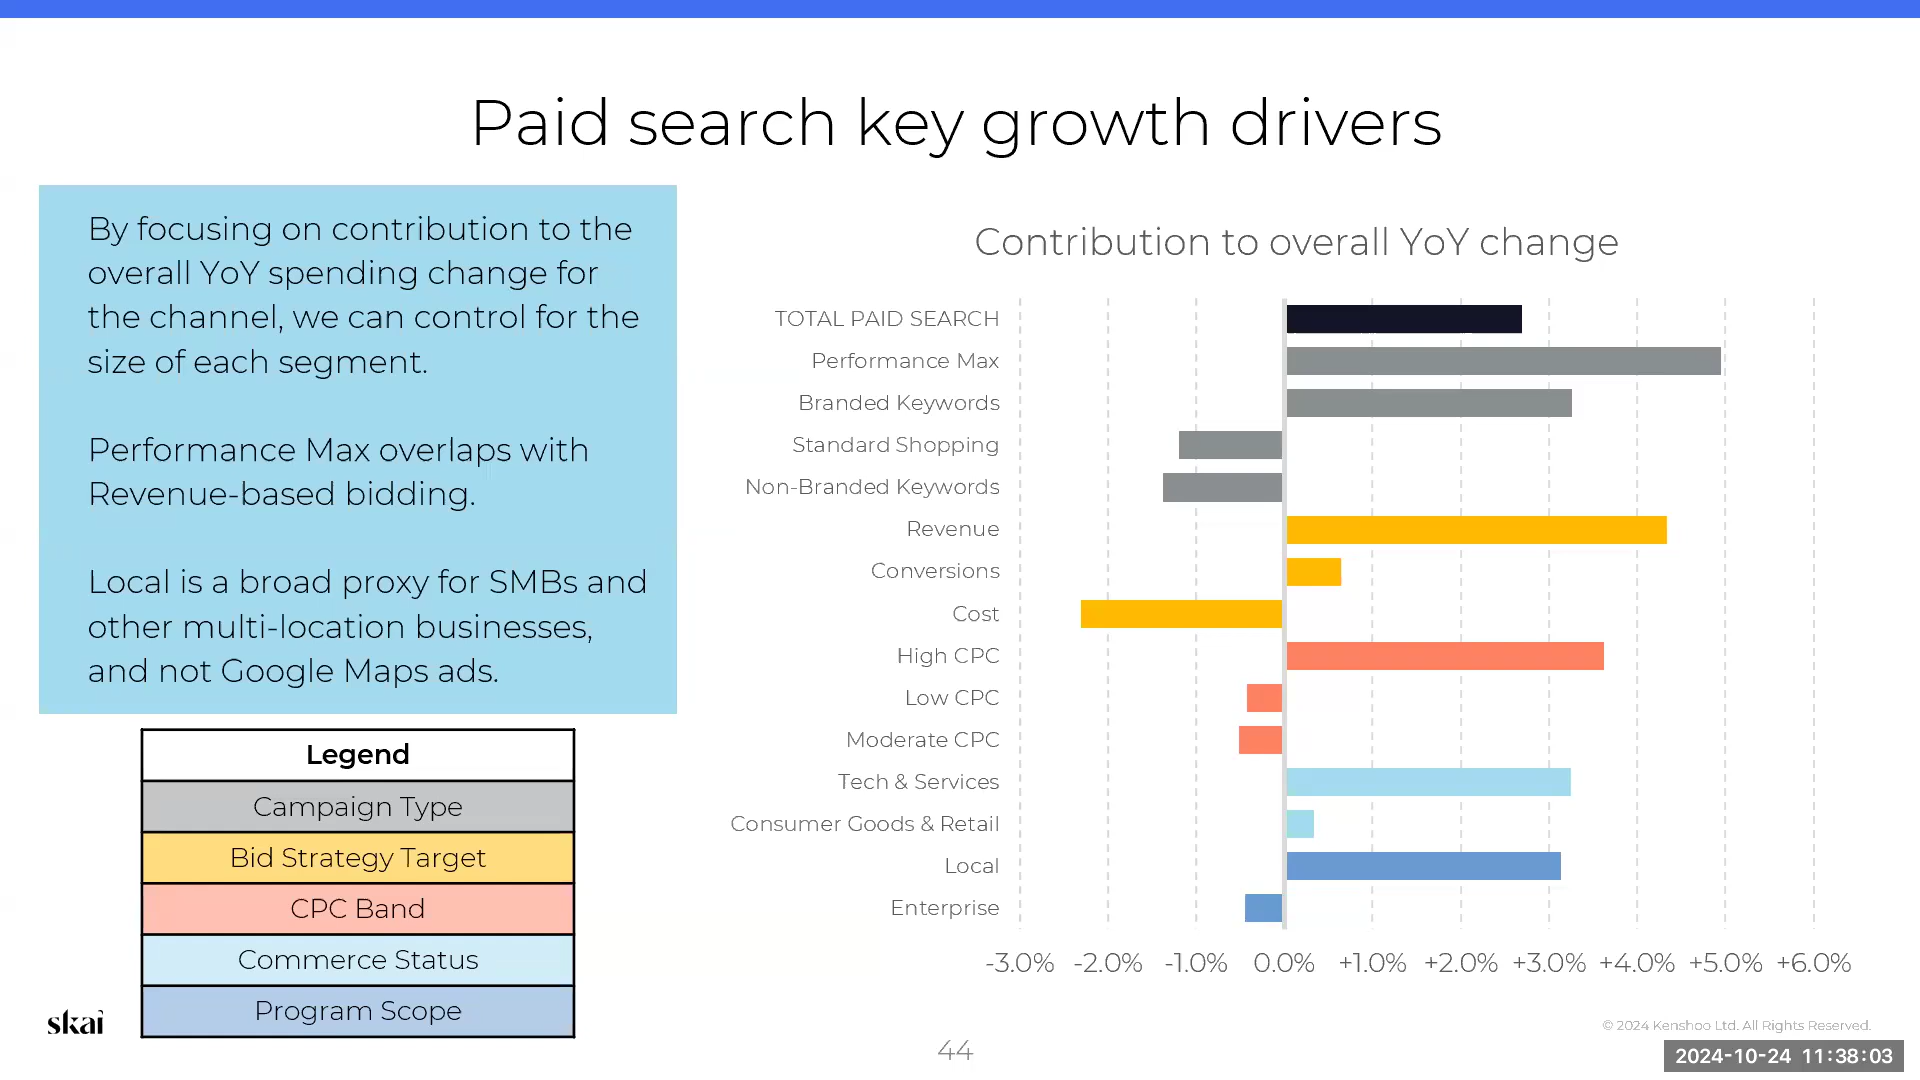 Paid search key growth drivers
By focusing on contribution to the
overall YoY spending change for
the channel, we can control for the
size of each segment.
Performance Max overlaps with
Revenue-based bidding.
Local is a broad proxy for SMBs and
other multi-location businesses,
and not Google Maps ads.
Legend
Campaign Type
Bid Strategy Target
CPC Band
Commerce Status
Program Scope
Contribution to overall YoY change
TOTAL PAID SEARCH
Performance Max
Branded Keywords
Standard Shopping
Non-Branded Keywords
Revenue
Conversions
Cost
High CPC
Low CPC
Moderate CPC
Tech & Services
Consumer Goods & Retail
Local
Enterprise
-3.0% -2.0% -1.0% 0.0% +1.0% +2.0% +3.0% +4.0% +5.0% +6.0%
skai
44
© 2024 Kenshoo Ltd. All Rights Reserved.
2024-10-24 11:38:03